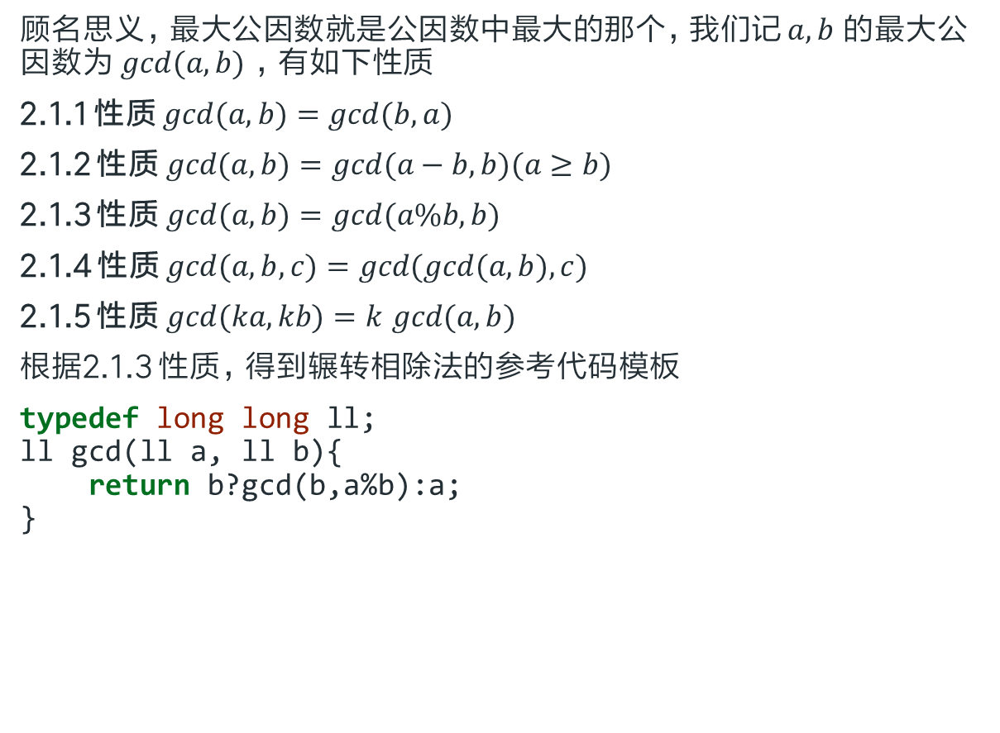 顾名思义，最大公因数就是公因数中最大的那个，我们记 a, b 的最大公
因数为 gcd(a, b) ，有如下性质
2.1.1性质 gcd(a, b) = gcd(b, a)
2.1.2性质 gcd(a, b) = gcd(a − b, b)(a ≥ b)
2.1.3性质 gcd(a, b) = gcd(a%b, b)
2.1.4性质 gcd(a, b, c) = gcd(gcd(a, b), c)
2.1.5性质 gcd(ka, kb) = k gcd(a, b)
根据2.1.3性质，得到辗转相除法的参考代码模板
typedef long long ll;
ll gcd(ll a, ll b){
    return b?gcd(b,a%b):a;
}